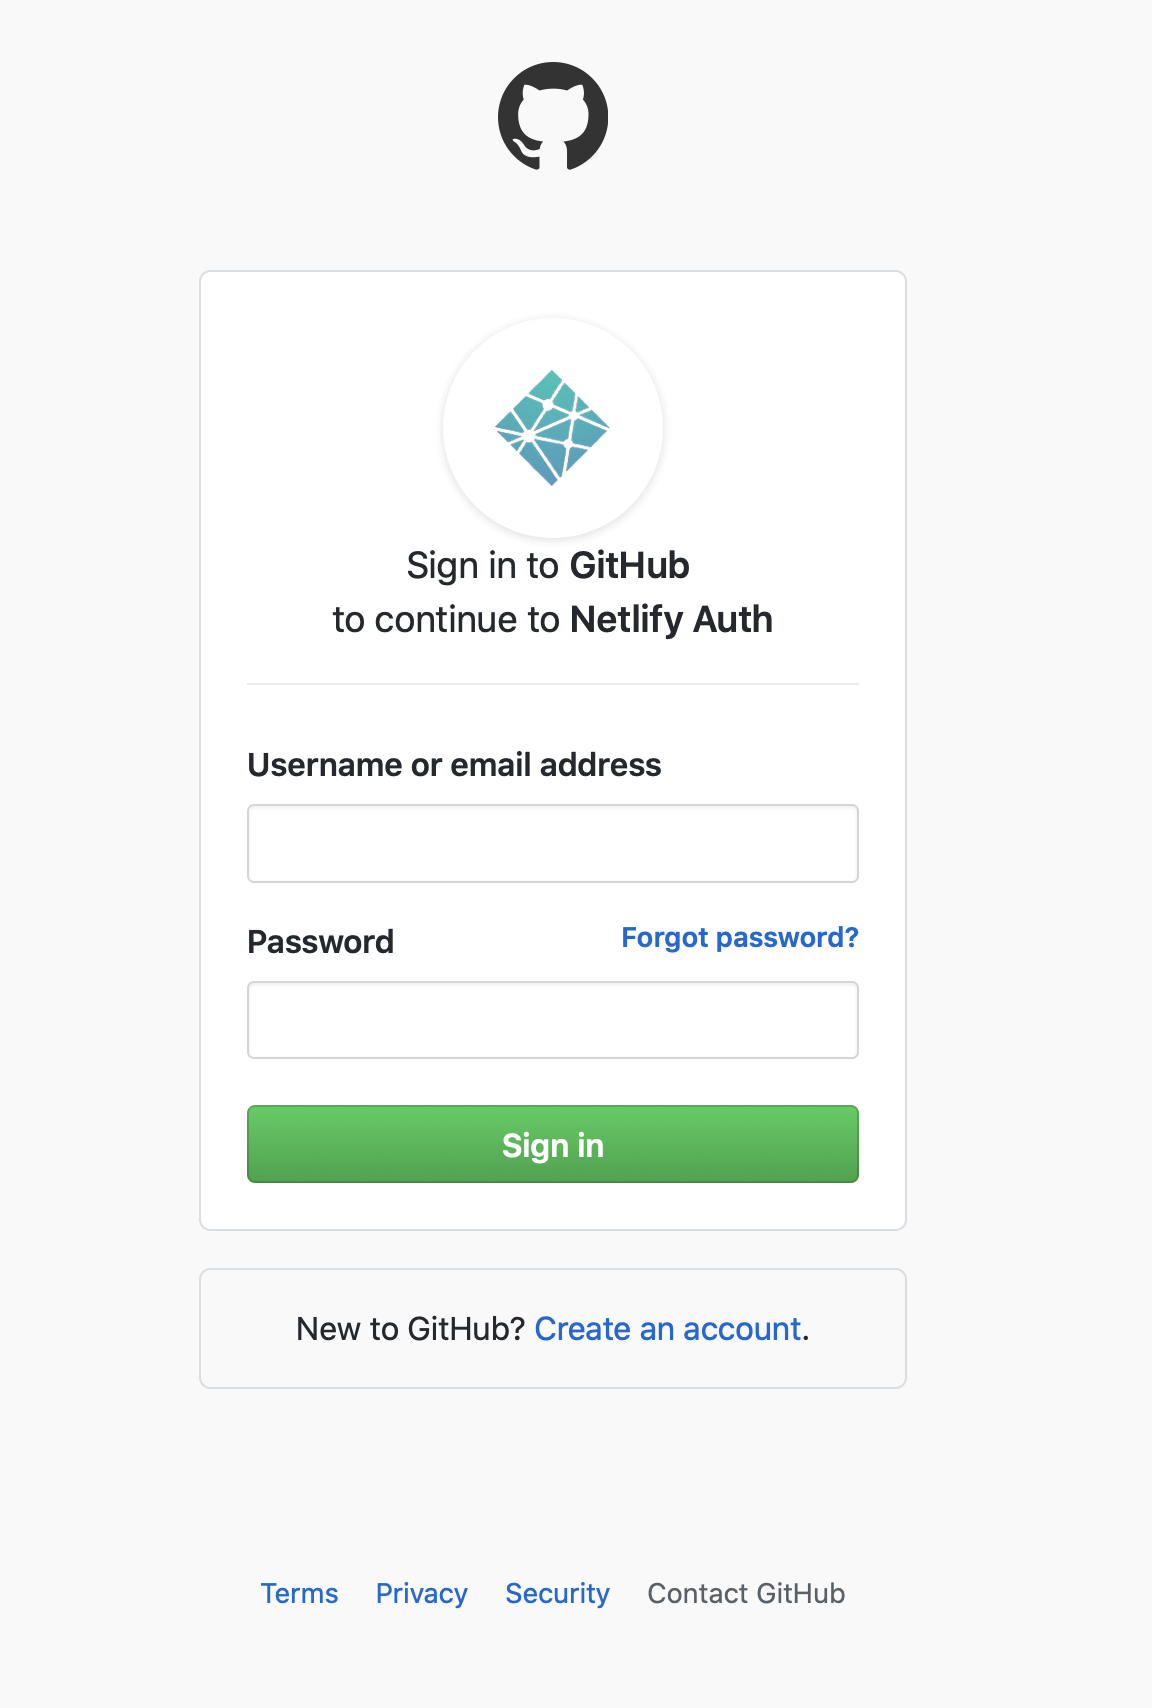 Sign in to GitHub
to continue to Netlify Auth
Username or email address
Password Forgot password?
Sign in
New to GitHub? Create an account.
Terms Privacy Security Contact GitHub